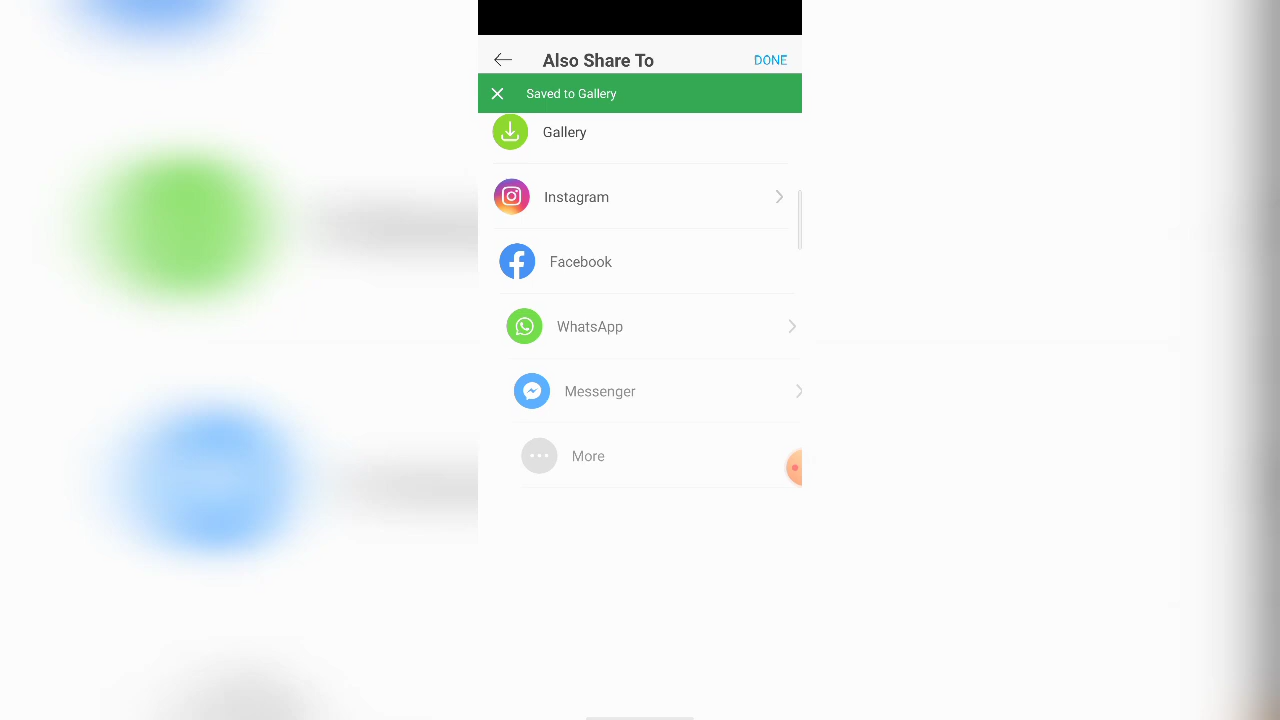 Also Share To
DONE
Saved to Gallery
Gallery
Instagram
Facebook
WhatsApp
Messenger
More